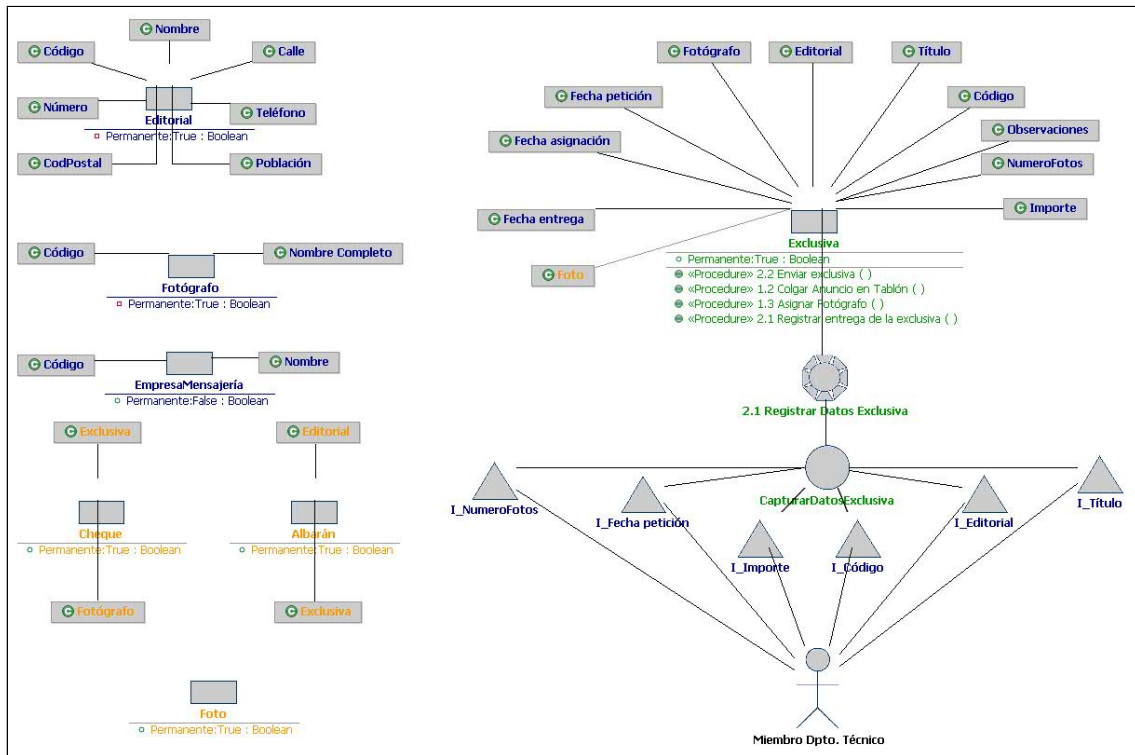 Nombre
Código
Calle
Número
Teléfono
Editorial
Permanente:True : Boolean
CodPostal
Población
Código
Nombre Completo
Fotógrafo
Permanente:True : Boolean
Código
Nombre
EmpresaMensajería
Permanente:False : Boolean
Exclusiva
Editorial
Cheque
Permanente:True : Boolean
Albarán
Permanente:True : Boolean
Fotógrafo
Exclusiva
Foto
Permanente:True : Boolean
Fotógrafo
Editorial
Título
Fecha petición
Código
Fecha asignación
Observaciones
NumeroFotos
Fecha entrega
Importe
Foto
Exclusiva
Permanente:True : Boolean
«Procedure» 2.2 Enviar exclusiva ( )
«Procedure» 1.2 Colgar Anuncio en Tablón ( )
«Procedure» 1.3 Asignar Fotógrafo ( )
«Procedure» 2.1 Registrar entrega de la exclusiva ( )
2.1 Registrar Datos Exclusiva
CapturarDatosExclusiva
I_NumeroFotos
I_Fecha petición
I_Importe
I_Código
I_Editorial
I_Título
Miembro Dpto. Técnico